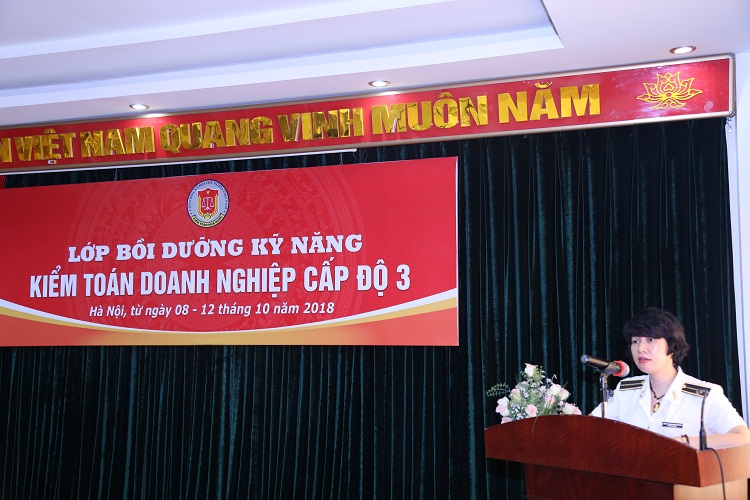 VIỆT NAM QUANG VINH MUÔN NĂM
LỚP BỒI DƯỠNG KỸ NĂNG
KIỂM TOÁN DOANH NGHIỆP CẤP ĐỘ 3
Hà Nội, từ ngày 08 - 12 tháng 10 năm 2018